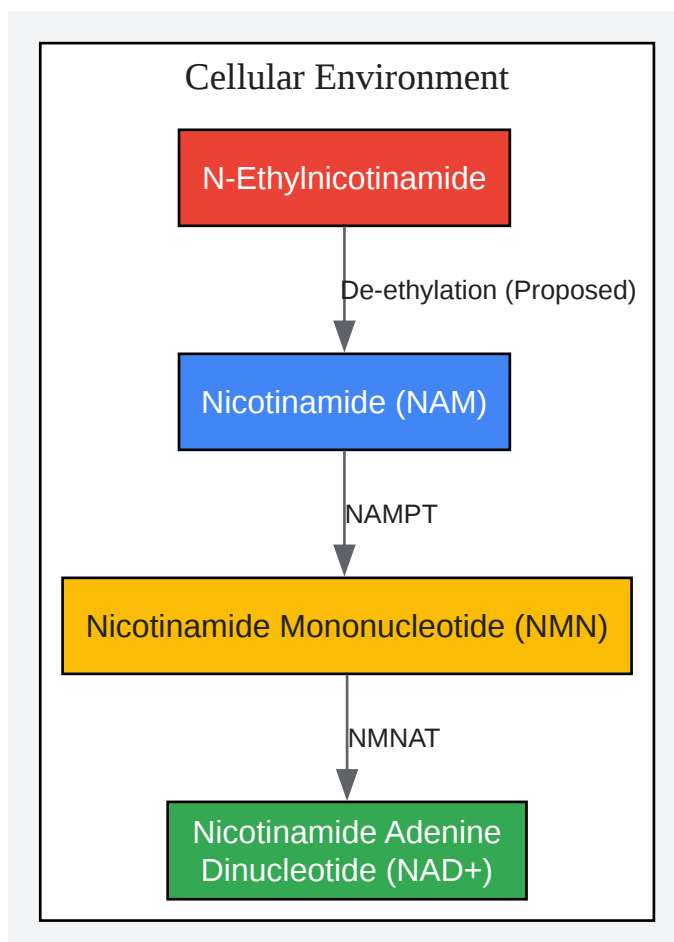 Cellular Environment
N-Ethylnicotinamide
De-ethylation (Proposed)
Nicotinamide (NAM)
NAMPT
Nicotinamide Mononucleotide (NMN)
NMNAT
Nicotinamide Adenine
Dinucleotide (NAD+)